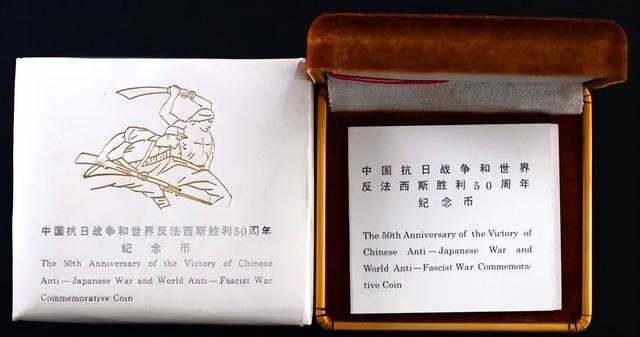 中国抗日战争和世界反法西斯胜利50周年
纪念币
The 50th Anniversary of the Victory of Chinese
Anti—Japanese War and World Anti—Fascist War
Commemorative Coin
中国抗日战争和世界
反法西斯胜利50周年
纪念币
The 50th Anniversary of the Victory of
Chinese Anti—Japanese War and
World Anti—Fascist War Commemora-
tive Coin